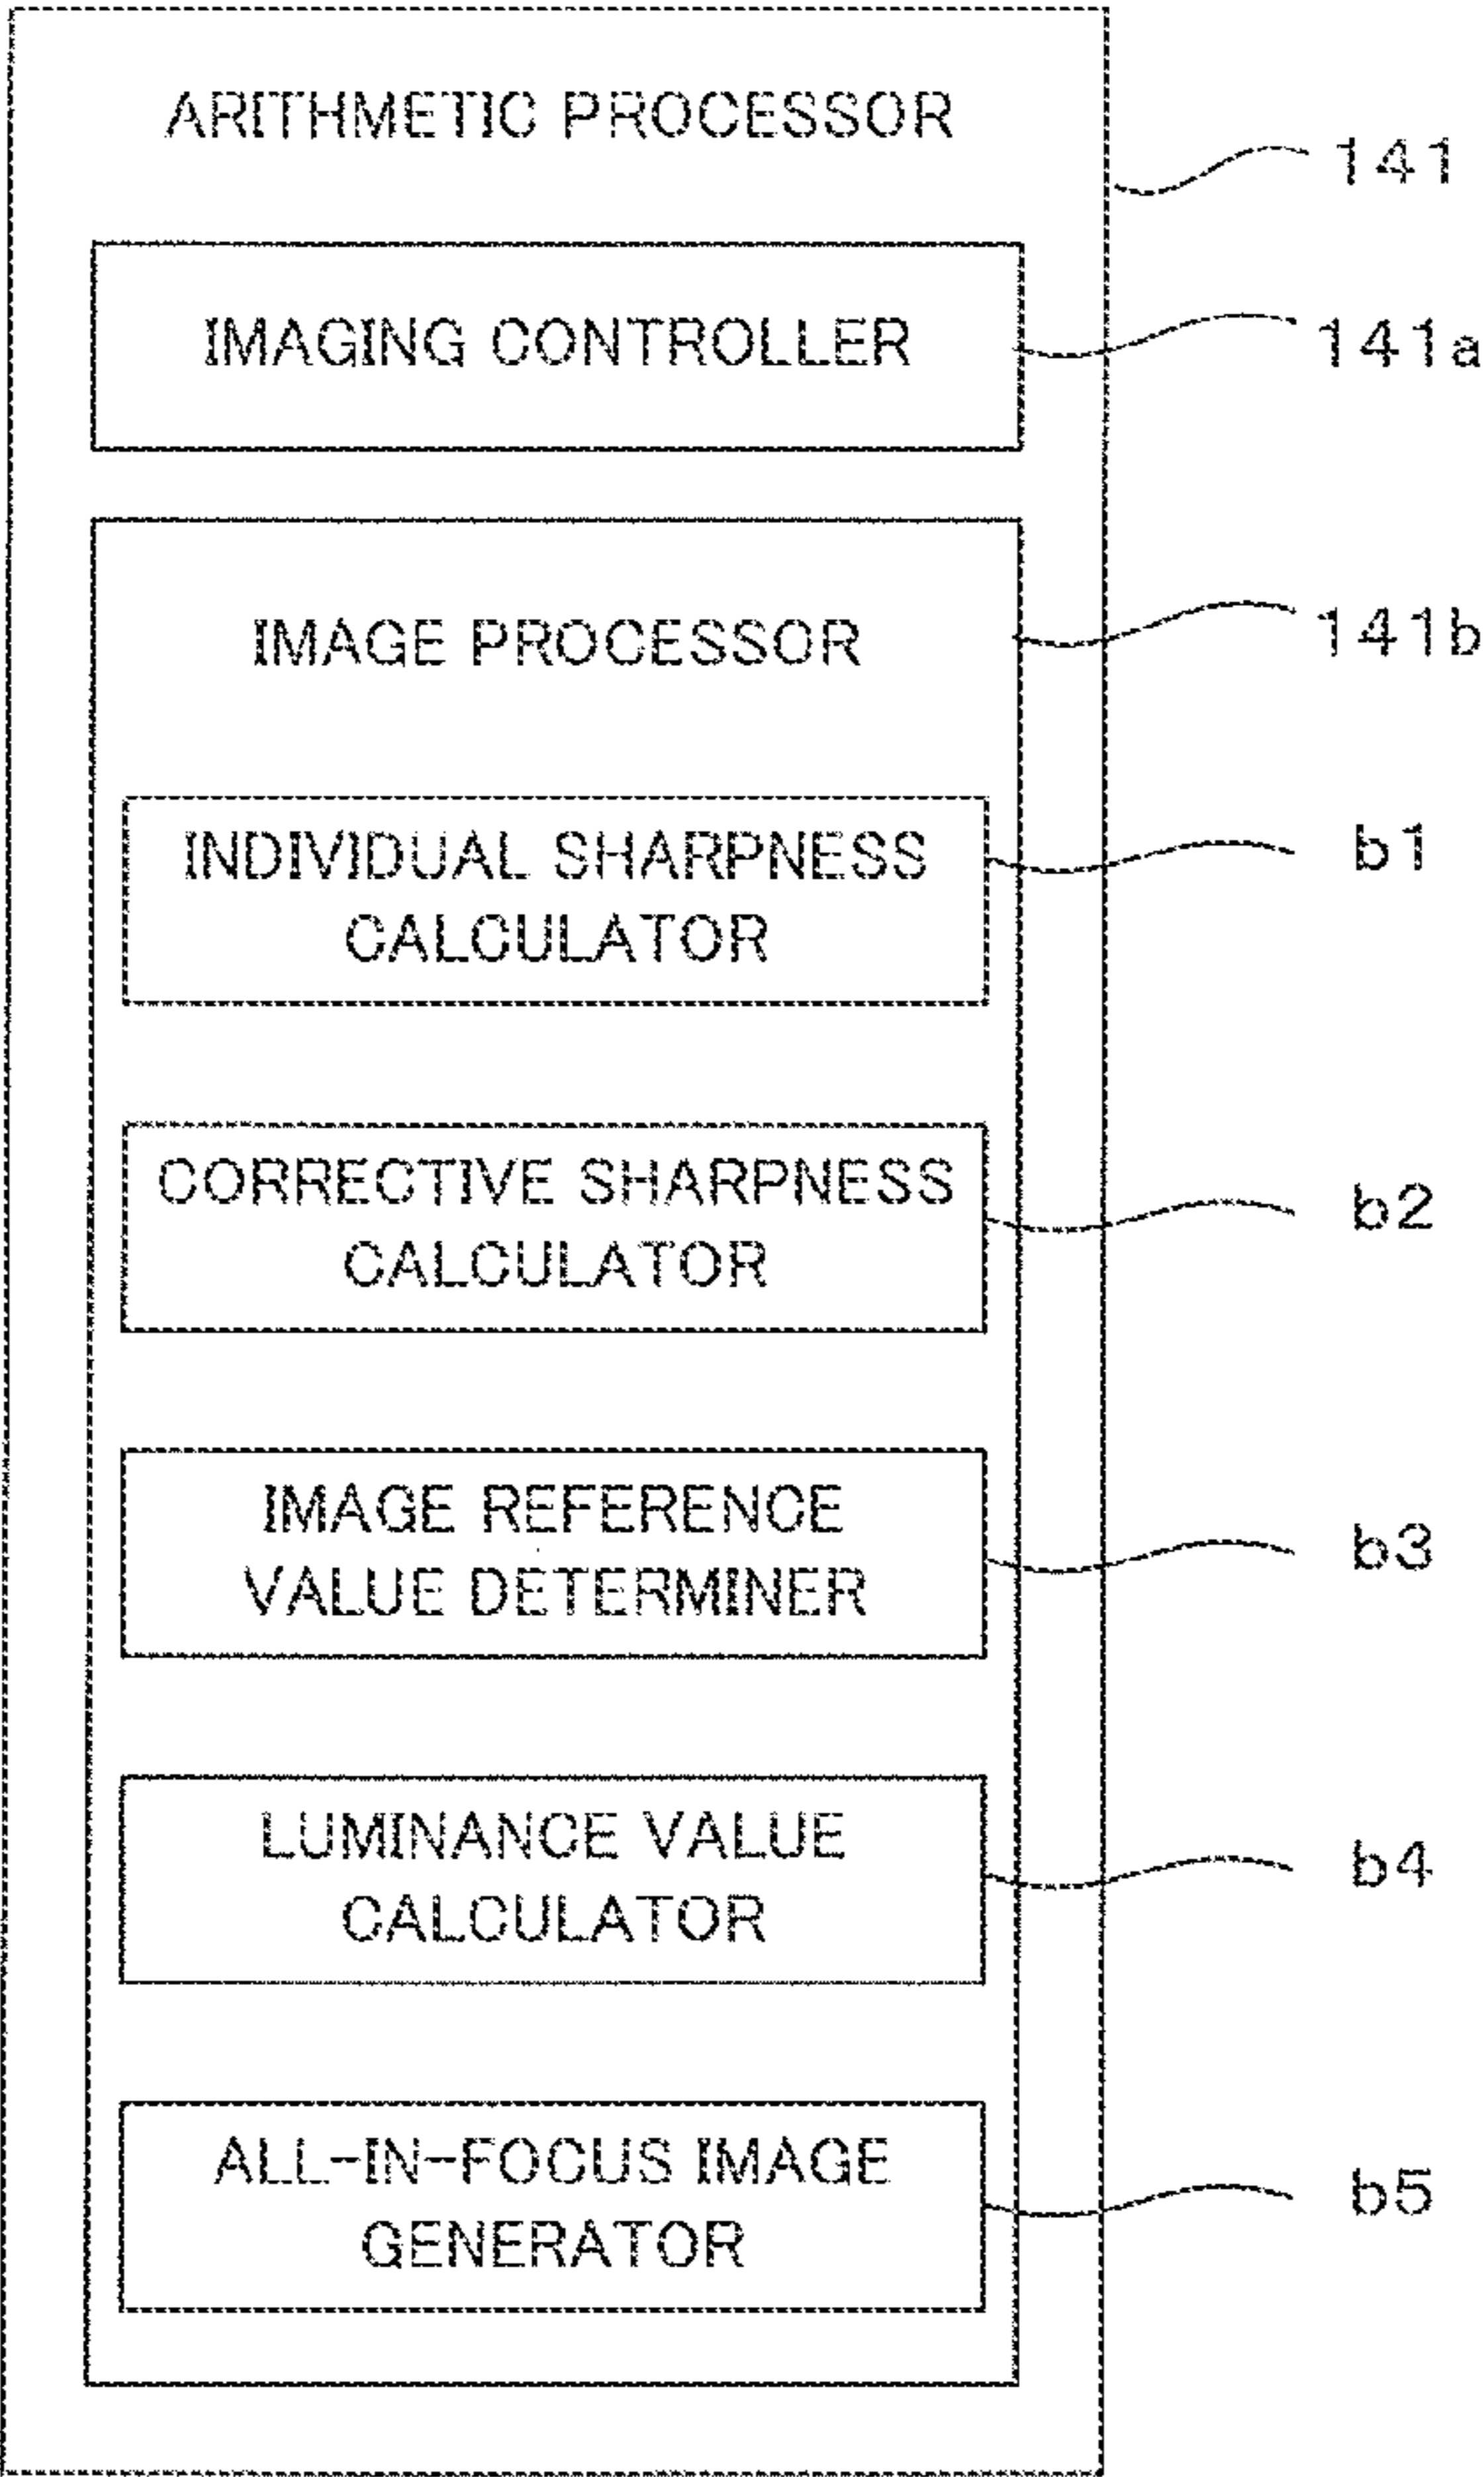 ARITHMETIC PROCESSOR
141
IMAGING CONTROLLER
141a
IMAGE PROCESSOR
141b
INDIVIDUAL SHARPNESS
CALCULATOR
b1
CORRECTIVE SHARPNESS
CALCULATOR
b2
IMAGE REFERENCE
VALUE DETERMINER
b3
LUMINANCE VALUE
CALCULATOR
b4
ALL-IN-FOCUS IMAGE
GENERATOR
b5